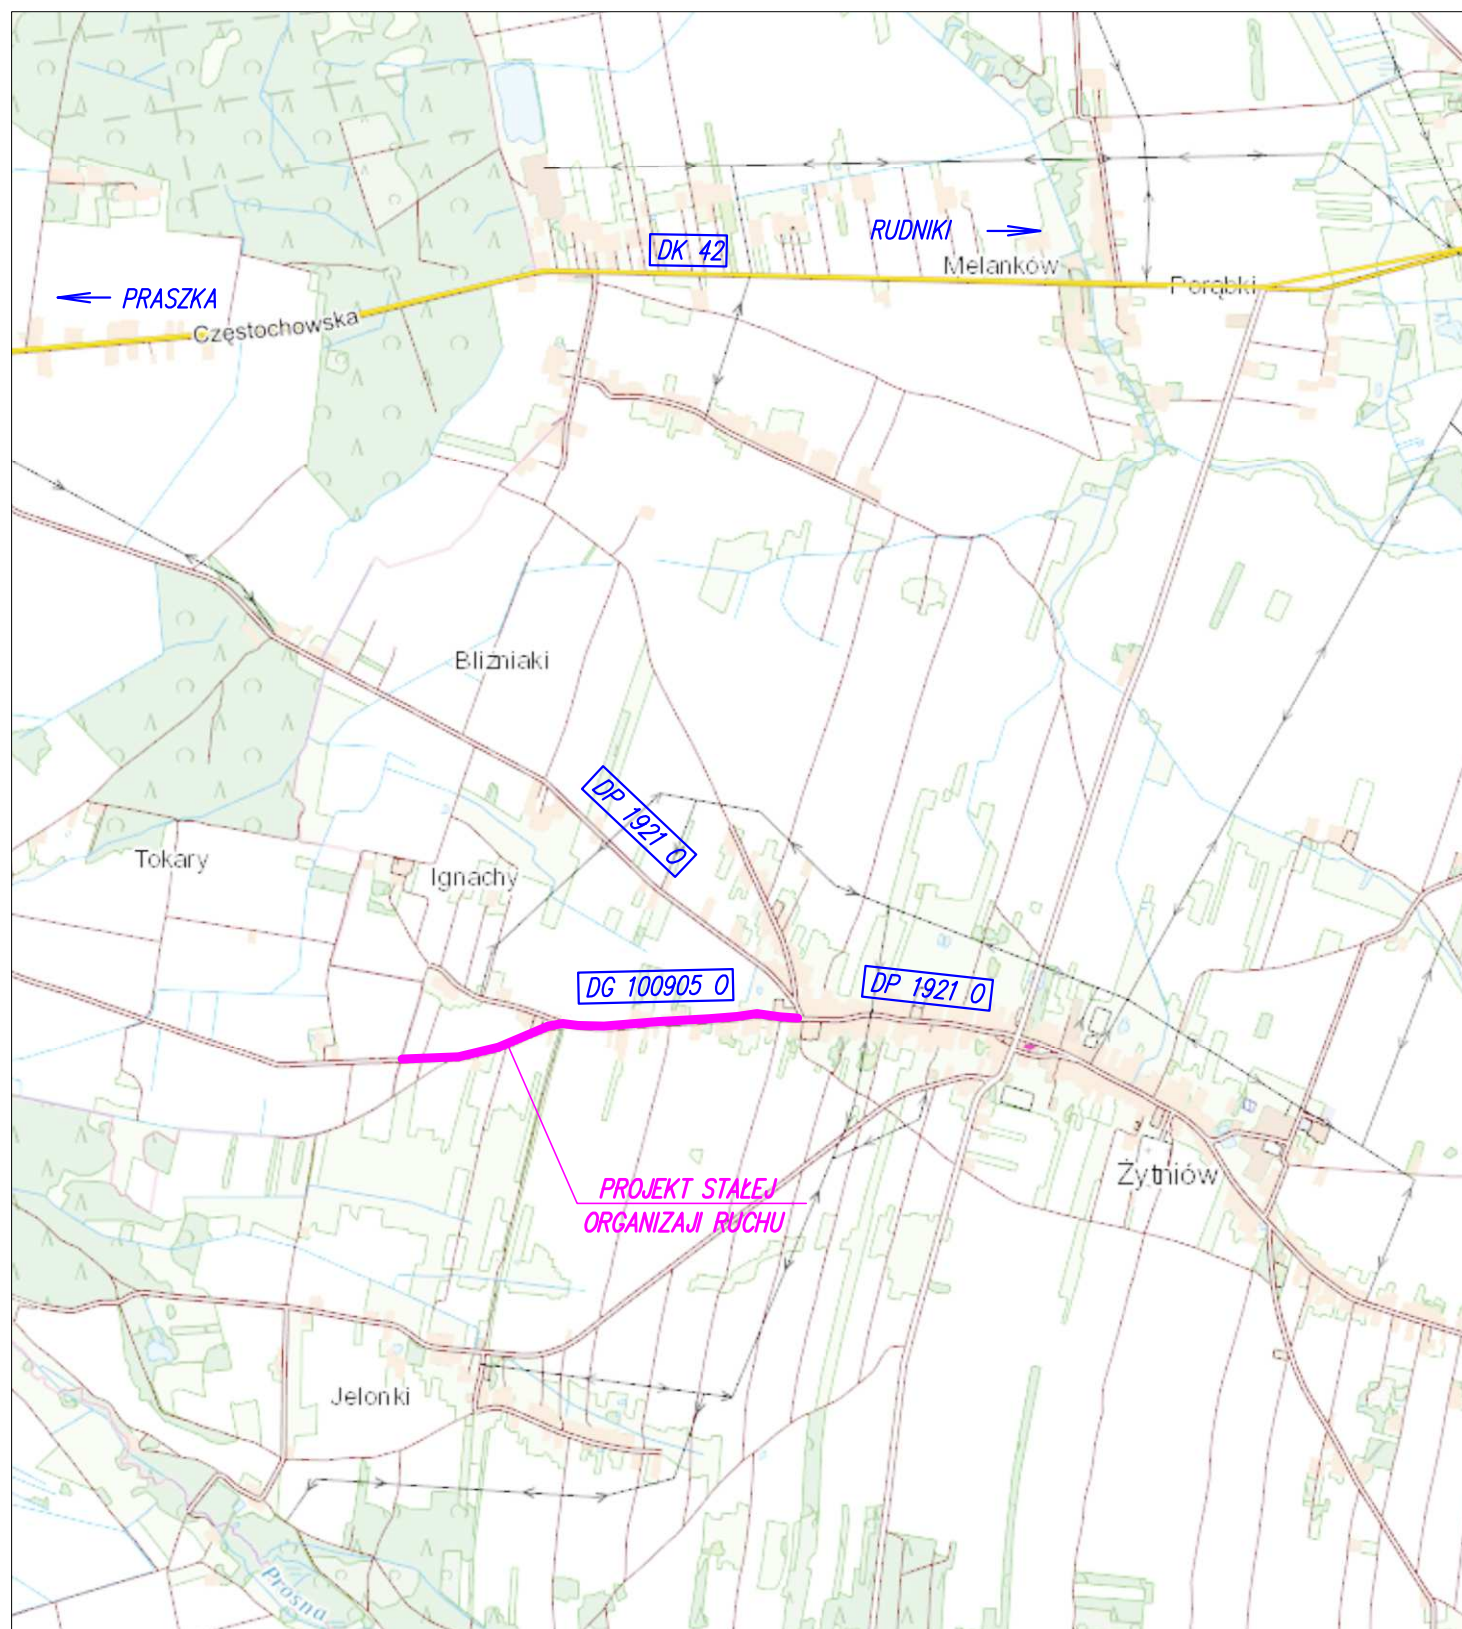 RUDNIKI
DK 42
Melanków
Porąbki
PRASZKA
Częstochowska
Bliźniaki
DP 1921 O
Tokary
Ignachy
DG 100905 O
DP 1921 O
Żytniów
PROJEKT STAŁEJ
ORGANIZAJI RUCHU
Jelonki
Prosna